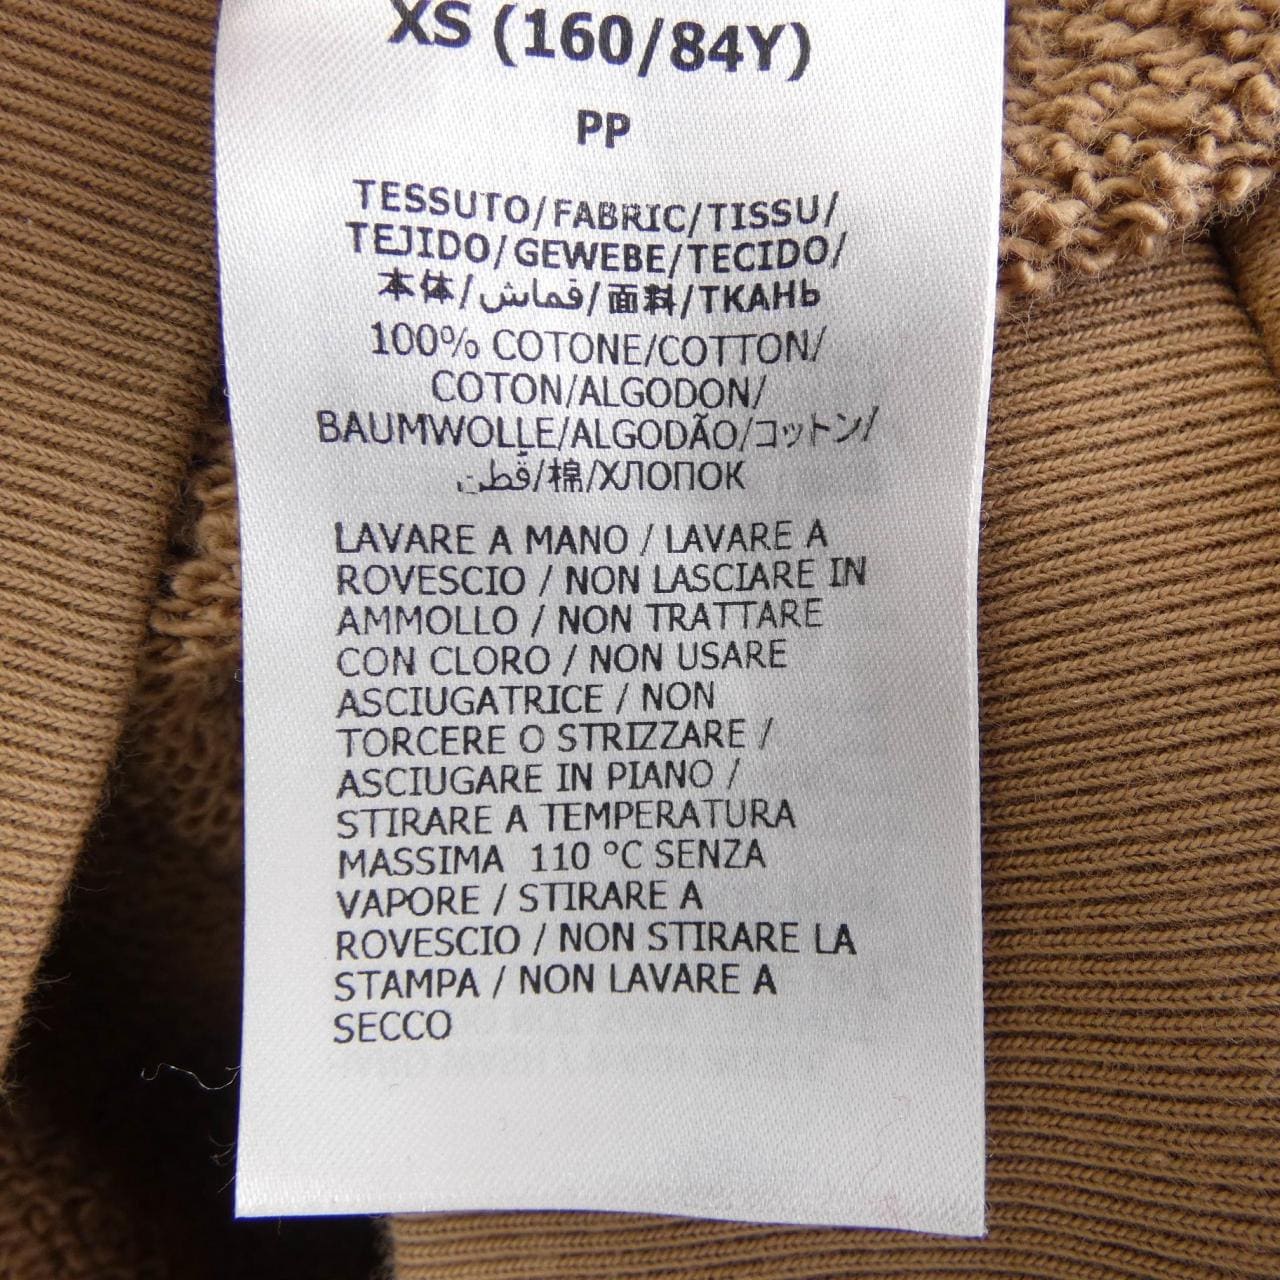 XS (160/84Y)
PP
TESSUTO/FABRIC/TISSU/
TEJIDO/GEWEBE/TECIDO/
本体/قماش/面料/ТКАНЬ
100% COTONE/COTTON/
COTON/ALGODON/
BAUMWOLLE/ALGODÃO/コットン/
قطن/棉/ХЛОПОК
LAVARE A MANO / LAVARE A
ROVESCIO / NON LASCIARE IN
AMMOLLO / NON TRATTARE
CON CLORO / NON USARE
ASCIUGATRICE / NON
TORCERE O STRIZZARE /
ASCIUGARE IN PIANO /
STIRARE A TEMPERATURA
MASSIMA 110 °C SENZA
VAPORE / STIRARE A
ROVESCIO / NON STIRARE LA
STAMPA / NON LAVARE A
SECCO